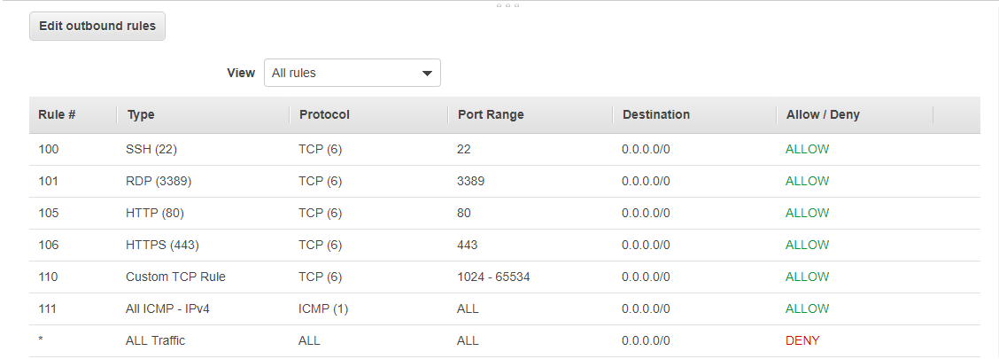 Edit outbound rules
View All rules
Rule # Type Protocol Port Range Destination Allow / Deny
100 SSH (22) TCP (6) 22 0.0.0.0/0 ALLOW
101 RDP (3389) TCP (6) 3389 0.0.0.0/0 ALLOW
105 HTTP (80) TCP (6) 80 0.0.0.0/0 ALLOW
106 HTTPS (443) TCP (6) 443 0.0.0.0/0 ALLOW
110 Custom TCP Rule TCP (6) 1024 - 65534 0.0.0.0/0 ALLOW
111 All ICMP - IPv4 ICMP (1) ALL 0.0.0.0/0 ALLOW
* ALL Traffic ALL ALL 0.0.0.0/0 DENY